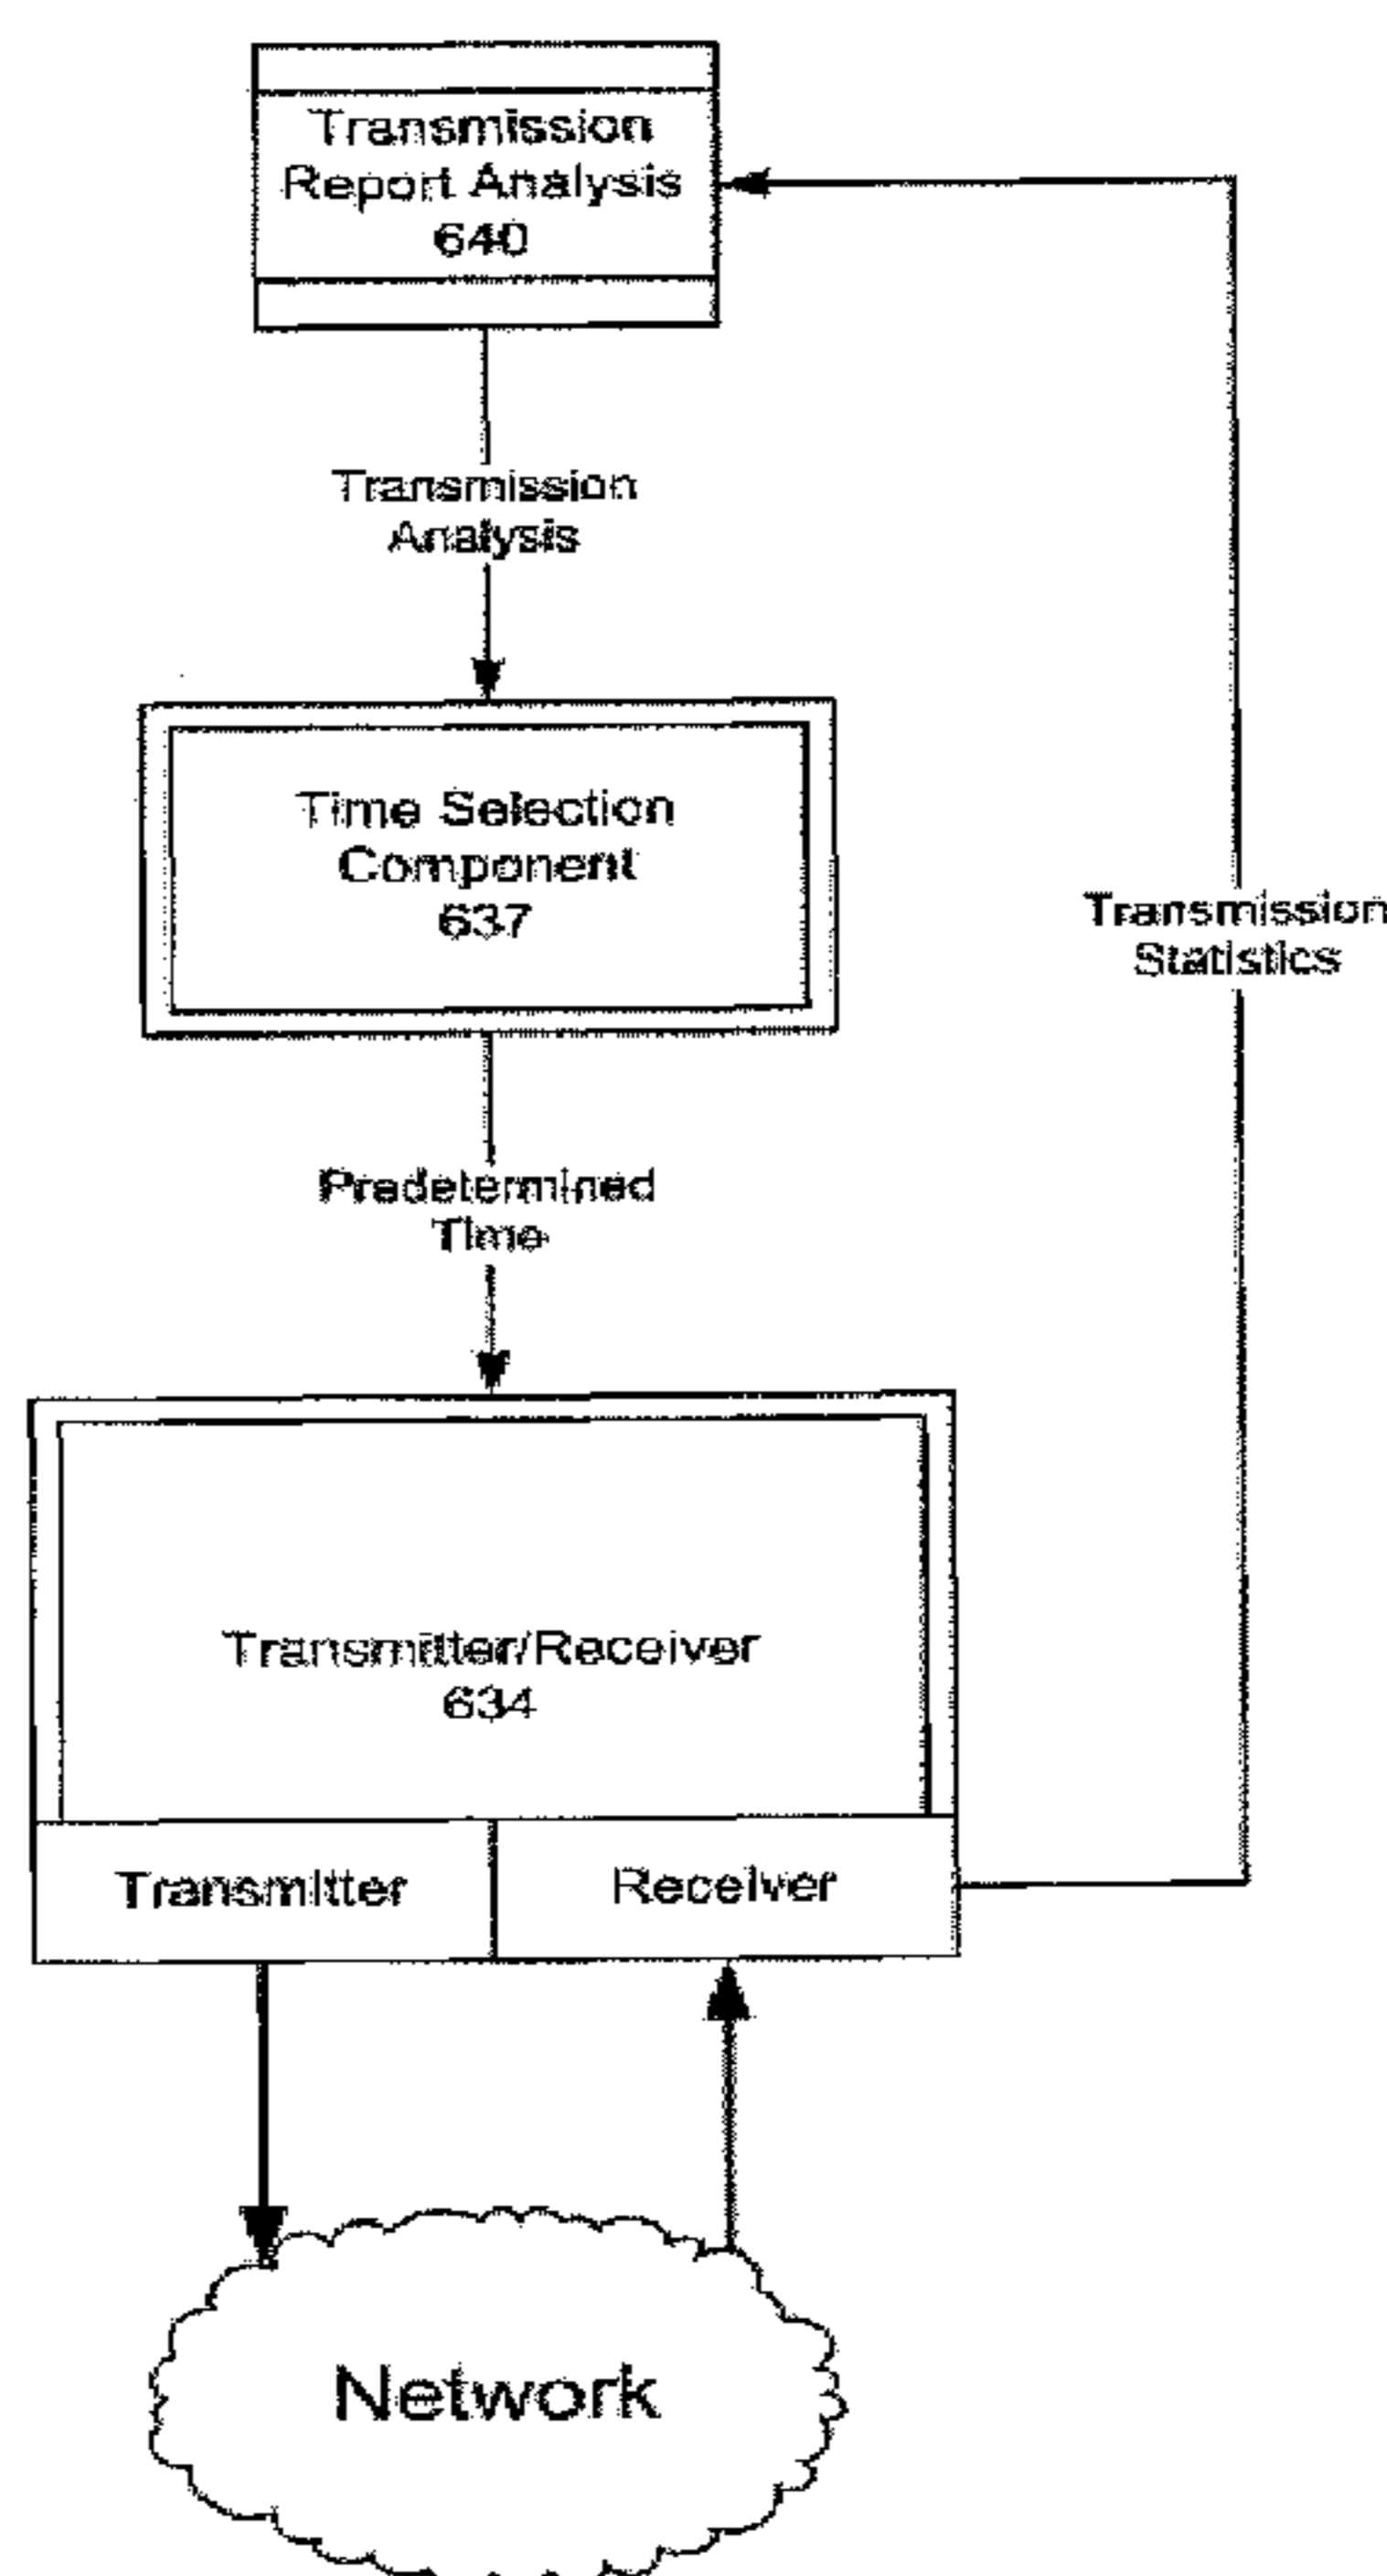 Transmission
Report Analysis
640
Transmission
Analysis
Time Selection
Component
637
Transmission
Statistics
Predetermined
Time
Transmitter/Receiver
634
Transmitter
Receiver
Network